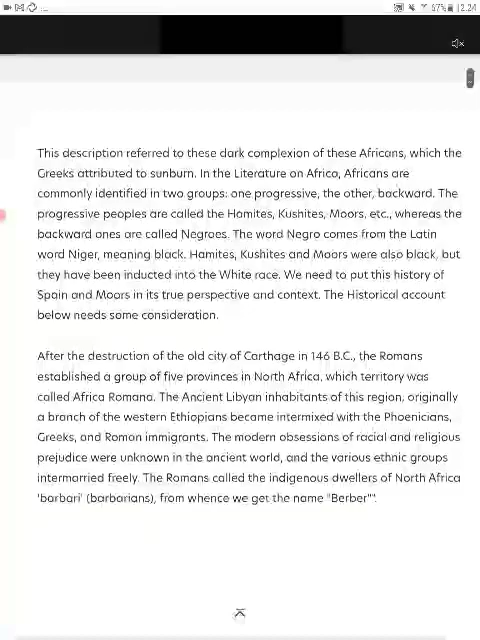 67% 12.24
This description referred to these dark complexion of these Africans, which the
Greeks attributed to sunburn. In the Literature on Africa, Africans are
commonly identified in two groups: one progressive, the other, backward. The
progressive peoples are called the Hamites, Kushites, Moors, etc., whereas the
backward ones are called Negroes. The word Negro comes from the Latin
word Niger, meaning black. Hamites, Kushites and Moors were also black, but
they have been inducted into the White race. We need to put this history of
Spain and Moors in its true perspective and context. The Historical account
below needs some consideration.
After the destruction of the old city of Carthage in 146 B.C., the Romans
established a group of five provinces in North Africa, which territory was
called Africa Romana. The Ancient Libyan inhabitants of this region, originally
a branch of the western Ethiopians became intermixed with the Phoenicians,
Greeks, and Roman immigrants. The modern obsessions of racial and religious
prejudice were unknown in the ancient world, and the various ethnic groups
intermarried freely. The Romans called the indigenous dwellers of North Africa
'barbari' (barbarians), from whence we get the name "Berber"".